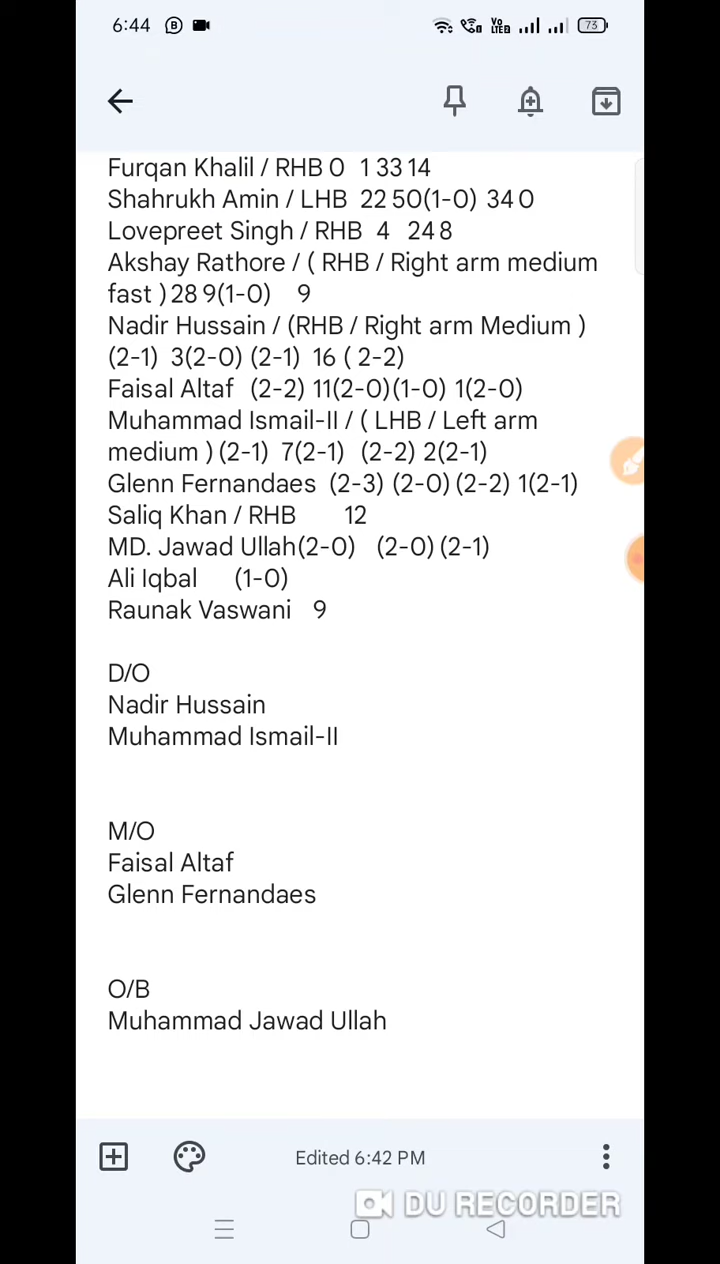 6:44
Vo LTE2 73
Furqan Khalil / RHB 0 1 33 14
Shahrukh Amin / LHB 22 50(1-0) 34 0
Lovepreet Singh / RHB 4 24 8
Akshay Rathore / ( RHB / Right arm medium
fast ) 28 9(1-0) 9
Nadir Hussain / (RHB / Right arm Medium )
(2-1) 3(2-0) (2-1) 16 ( 2-2)
Faisal Altaf (2-2) 11(2-0)(1-0) 1(2-0)
Muhammad Ismail-II / ( LHB / Left arm
medium ) (2-1) 7(2-1) (2-2) 2(2-1)
Glenn Fernandaes (2-3) (2-0) (2-2) 1(2-1)
Saliq Khan / RHB 12
MD. Jawad Ullah(2-0) (2-0) (2-1)
Ali Iqbal (1-0)
Raunak Vaswani 9
D/O
Nadir Hussain
Muhammad Ismail-II
M/O
Faisal Altaf
Glenn Fernandaes
O/B
Muhammad Jawad Ullah
Edited 6:42 PM
DU RECORDER